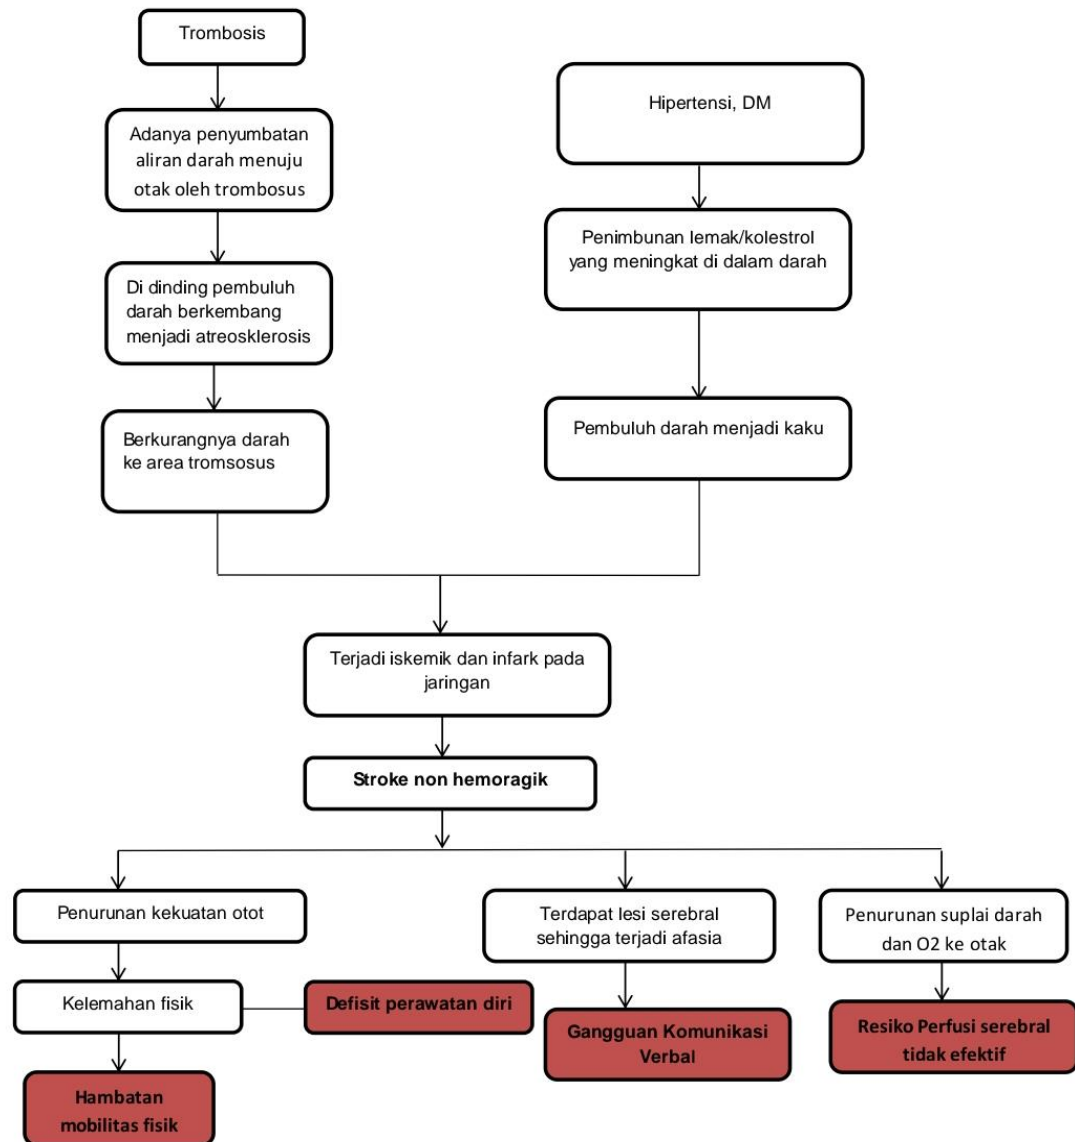 Trombosis
Adanya penyumbatan
aliran darah menuju
otak oleh trombosus
Di dinding pembuluh
darah berkembang
menjadi atreosklerosis
Berkurangnya darah
ke area tromsosus
Hipertensi, DM
Penimbunan lemak/kolestrol
yang meningkat di dalam darah
Pembuluh darah menjadi kaku
Terjadi iskemik dan infark pada
jaringan
Stroke non hemoragik
Penurunan kekuatan otot
Kelemahan fisik
Defisit perawatan diri
Hambatan
mobilitas fisik
Terdapat lesi serebral
sehingga terjadi afasia
Gangguan Komunikasi
Verbal
Penurunan suplai darah
dan O2 ke otak
Resiko Perfusi serebral
tidak efektif